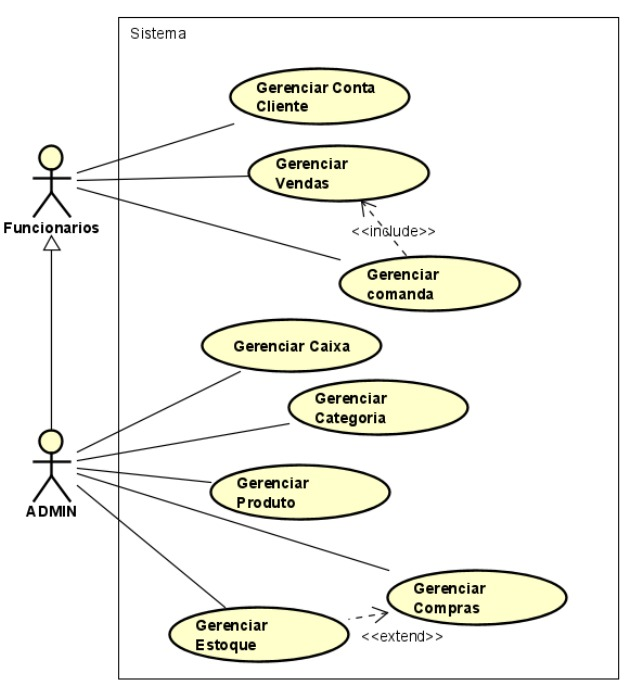 Sistema
Gerenciar Conta
Cliente
Gerenciar
Vendas
Funcionarios
<<include>>
Gerenciar
comanda
Gerenciar Caixa
Gerenciar
Categoria
Gerenciar
Produto
ADMIN
Gerenciar
Compras
Gerenciar
Estoque
<<extend>>